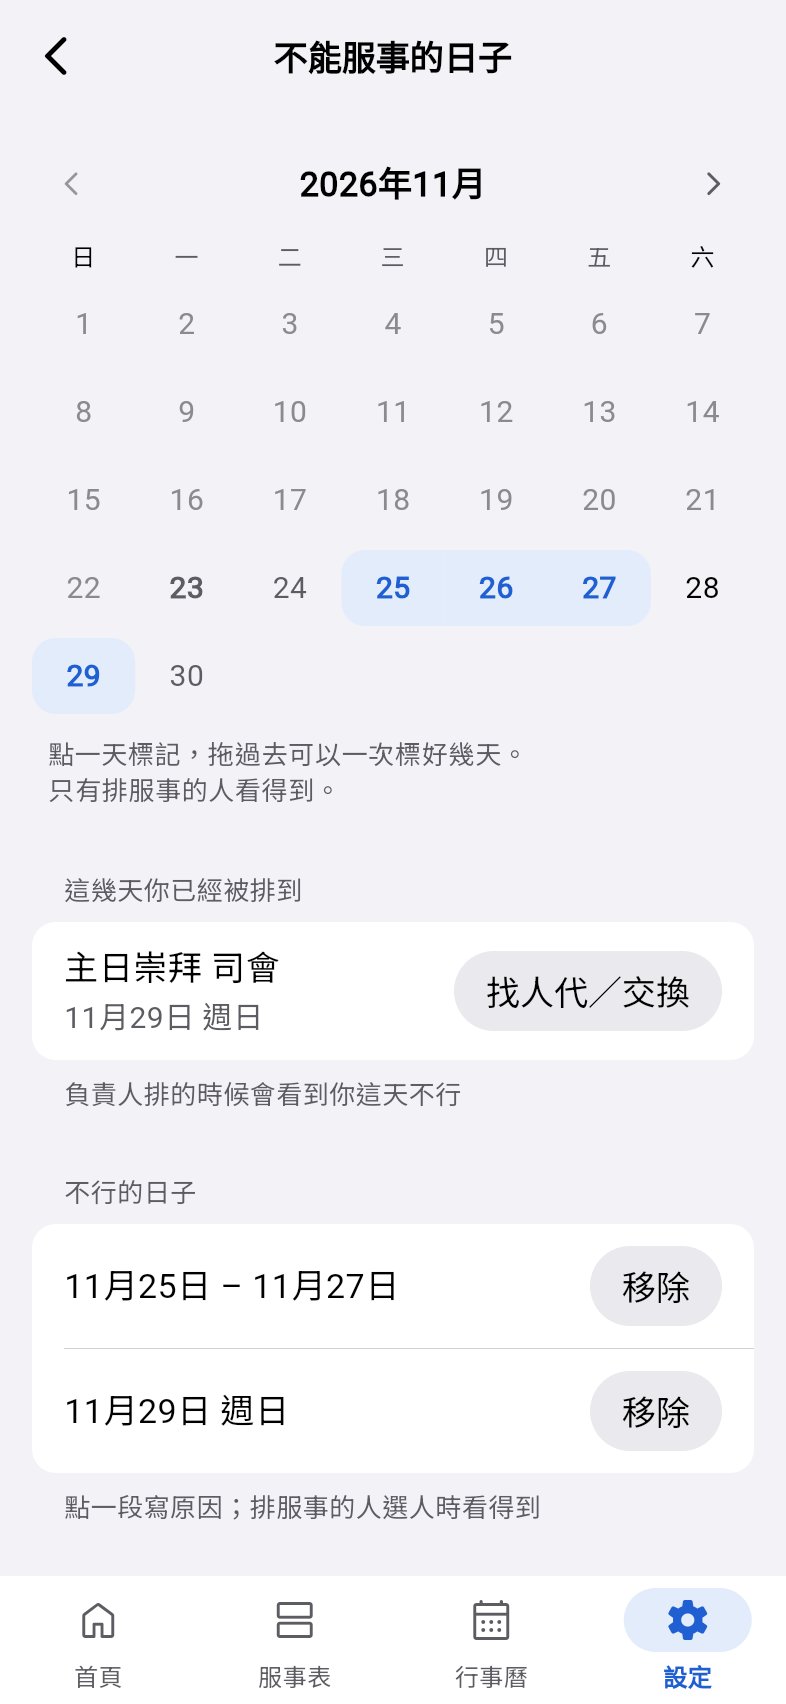 不能服事的日子
2026年11月
日 一 二 三 四 五 六
1 2 3 4 5 6 7
8 9 10 11 12 13 14
15 16 17 18 19 20 21
22 23 24 25 26 27 28
29 30
點一天標記，拖過去可以一次標好幾天。
只有排服事的人看得到。
這幾天你已經被排到
主日崇拜 司會
11月29日 週日
找人代／交換
負責人排的時候會看到你這天不行
不行的日子
11月25日 – 11月27日
移除
11月29日 週日
移除
點一段寫原因；排服事的人選人時看得到
首頁 服事表 行事曆 設定